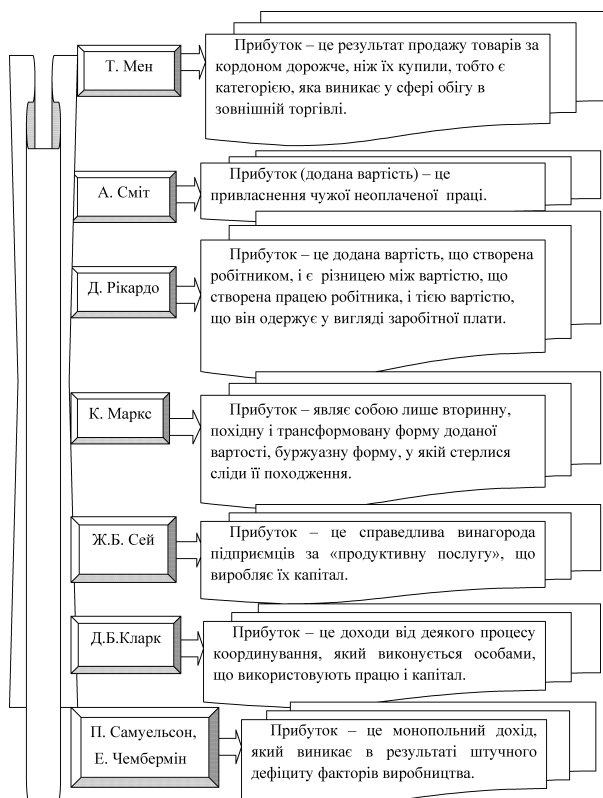 Т. Мен
Прибуток – це результат продажу товарів за
кордоном дорожче, ніж їх купили, тобто є
категорією, яка виникає у сфері обігу в
зовнішній торгівлі.
А. Сміт
Прибуток (додана вартість) – це
привласнення чужої неоплаченої праці.
Д. Рікардо
Прибуток – це додана вартість, що створена
робітником, і є різницею між вартістю, що
створена працею робітника, і тією вартістю,
що він одержує у вигляді заробітної плати.
К. Маркс
Прибуток – являє собою лише вторинну,
похідну і трансформовану форму доданої
вартості, буржуазну форму, у якій стерлися
сліди її походження.
Ж.Б. Сей
Прибуток – це справедлива винагорода
підприємців за «продуктивну послугу», що
виробляє їх капітал.
Д.Б.Кларк
Прибуток – це доходи від деякого процесу
координування, який виконується особами,
що використовують працю і капітал.
П. Самуельсон,
Е. Чембермін
Прибуток – це монопольний дохід,
який виникає в результаті штучного
дефіциту факторів виробництва.